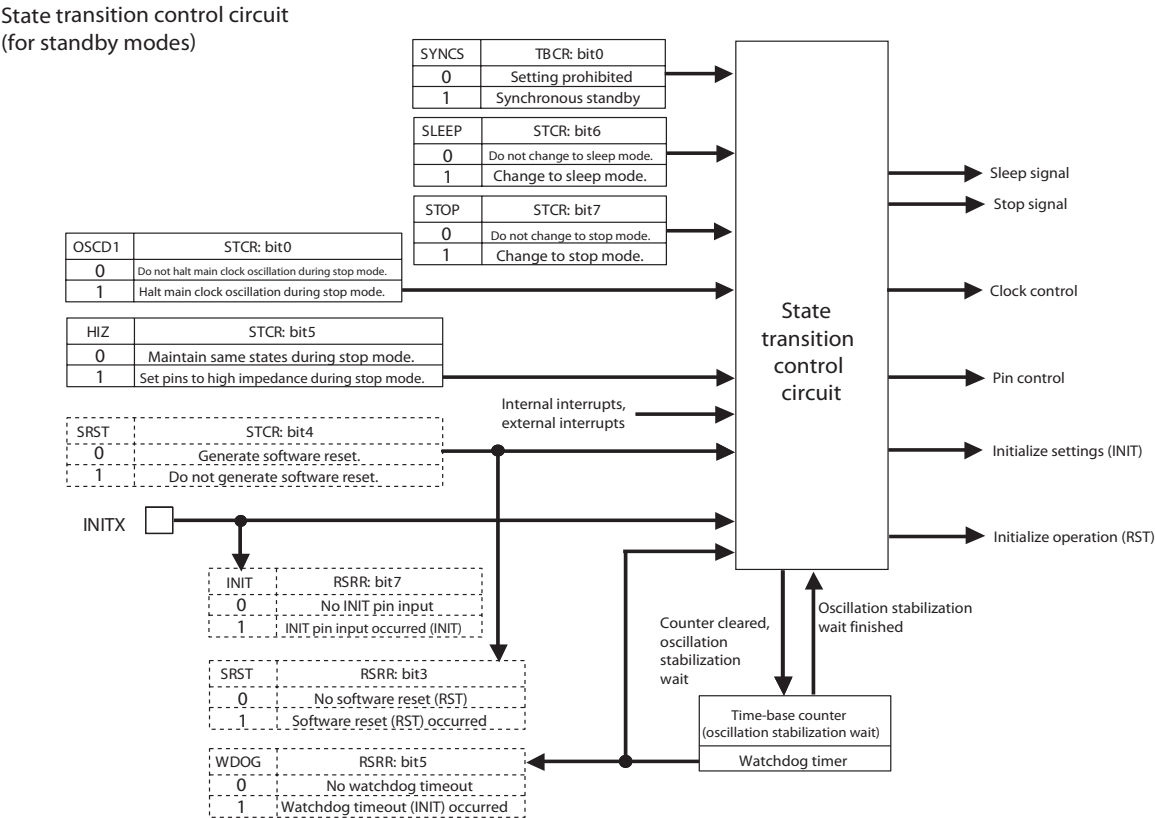 State transition control circuit
(for standby modes)
SYNCS TBCR: bit0
0 Setting prohibited
1 Synchronous standby
SLEEP STCR: bit6
0 Do not change to sleep mode.
1 Change to sleep mode.
STOP STCR: bit7
0 Do not change to stop mode.
1 Change to stop mode.
OSCD1 STCR: bit0
0 Do not halt main clock oscillation during stop mode.
1 Halt main clock oscillation during stop mode.
HIZ STCR: bit5
0 Maintain same states during stop mode.
1 Set pins to high impedance during stop mode.
Internal interrupts,
external interrupts
SRST STCR: bit4
0 Generate software reset.
1 Do not generate software reset.
INITX
INIT RSRR: bit7
0 No INIT pin input
1 INIT pin input occurred (INIT)
SRST RSRR: bit3
0 No software reset (RST)
1 Software reset (RST) occurred
WDOG RSRR: bit5
0 No watchdog timeout
1 Watchdog timeout (INIT) occurred
State
transition
control
circuit
Sleep signal
Stop signal
Clock control
Pin control
Initialize settings (INIT)
Initialize operation (RST)
Counter cleared,
oscillation
stabilization
wait
Oscillation stabilization
wait finished
Time-base counter
(oscillation stabilization wait)
Watchdog timer